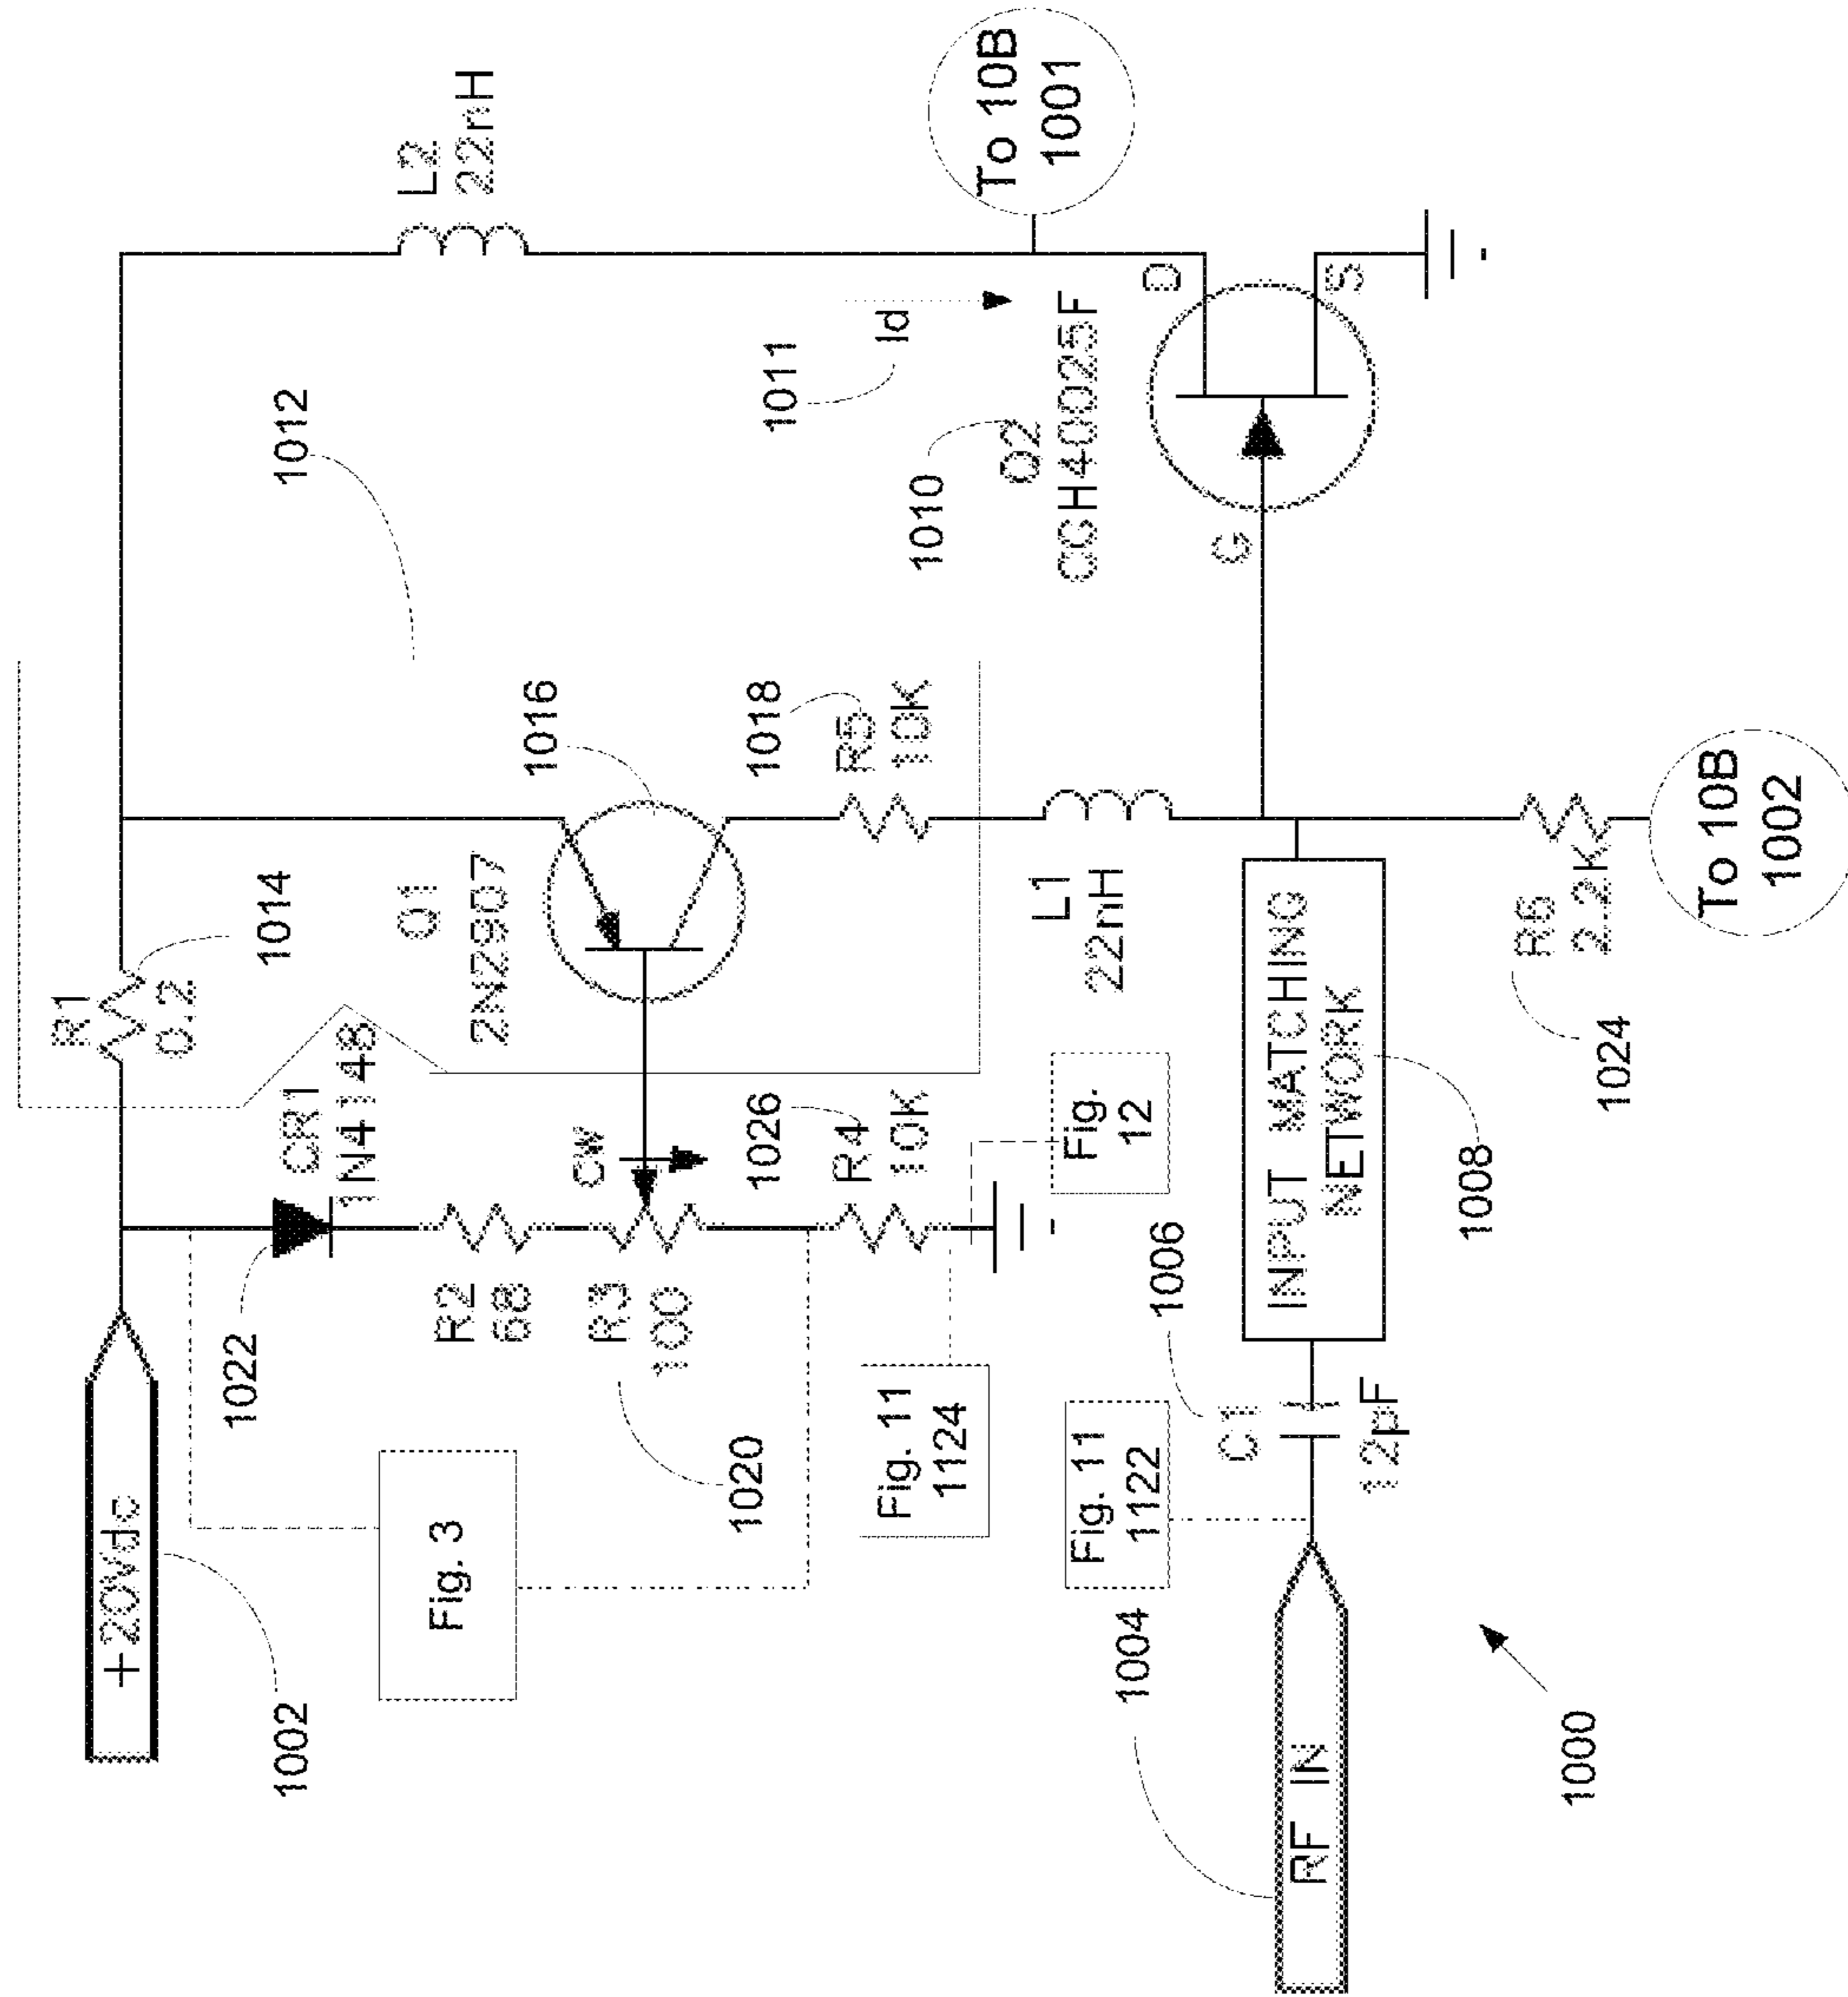 +20Vdc
1002
R1
0.2
1014
1012
L2
22nH
1022
CR1
1N4148
Q1
2N2907
1016
1011
Id
Fig. 3
R2
68
R3
100
CW
1020
1026
R4
10K
1018
R5
10K
1010
Q2
CGH40025F
To 10B
1001
D
G
S
Fig. 11
1124
Fig.
12
L1
22nH
1004
RF IN
Fig. 11
1122
1006
C1
12pF
INPUT MATCHING
NETWORK
1008
1024
R6
2.2K
To 10B
1002
1000